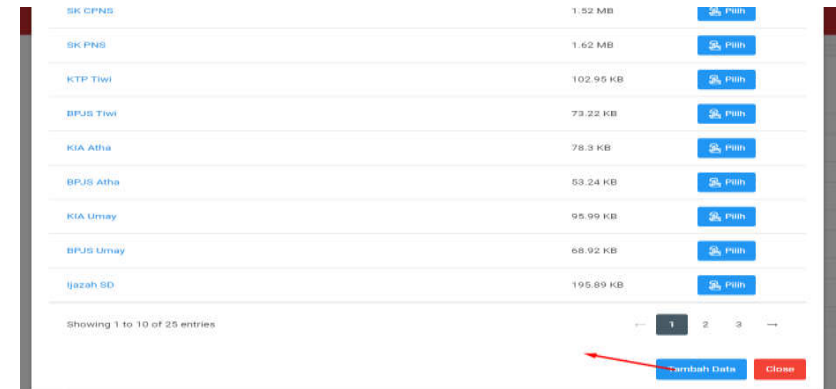 SK CPNS 1.52 MB Pilih
SK PNS 1.62 MB Pilih
KTP Tiwi 102.95 KB Pilih
BPJS Tiwi 73.22 KB Pilih
KIA Atha 78.3 KB Pilih
BPJS Atha 53.24 KB Pilih
KIA Umay 95.99 KB Pilih
BPJS Umay 68.92 KB Pilih
Ijazah SD 195.89 KB Pilih
Showing 1 to 10 of 25 entries ← 1 2 3 →
Tambah Data Close